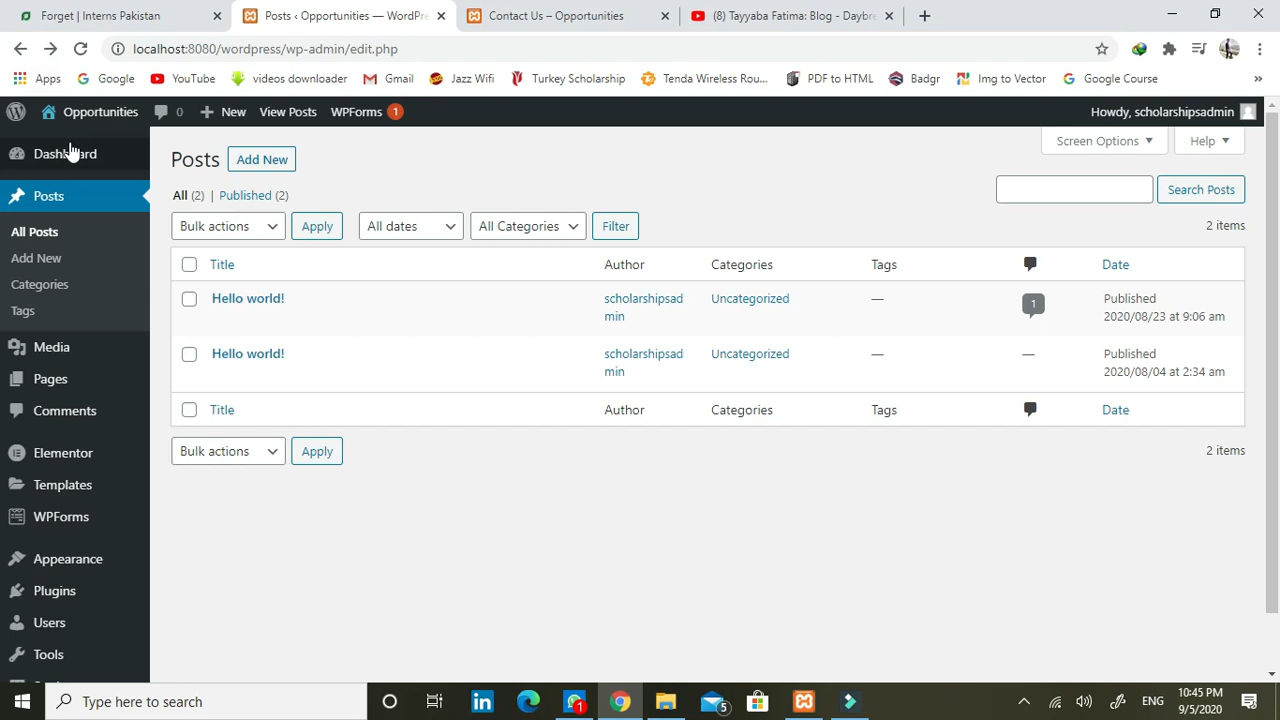 Forget | Interns Pakistan
Posts ‹ Opportunities — WordPre
Contact Us – Opportunities
(8) Tayyaba Fatima: Blog - Daybre
localhost:8080/wordpress/wp-admin/edit.php
Apps
Google
YouTube
videos downloader
Gmail
Jazz Wifi
Turkey Scholarship
Tenda Wireless Rou...
PDF to HTML
Badgr
Img to Vector
Google Course
»
Opportunities
0
New
View Posts
WPForms
1
Howdy, scholarshipsadmin
Dashboard
Posts
All Posts
Add New
Categories
Tags
Media
Pages
Comments
Elementor
Templates
WPForms
Appearance
Plugins
Users
Tools
Screen Options
Help
Posts
Add New
All (2) | Published (2)
Search Posts
Bulk actions
Apply
All dates
All Categories
Filter
2 items
Title
Author
Categories
Tags
Date
Hello world!
scholarshipsad
min
Uncategorized
—
1
Published
2020/08/23 at 9:06 am
Hello world!
scholarshipsad
min
Uncategorized
—
—
Published
2020/08/04 at 2:34 am
Title
Author
Categories
Tags
Date
Bulk actions
Apply
2 items
Type here to search
1
5
ENG
10:45 PM
9/5/2020